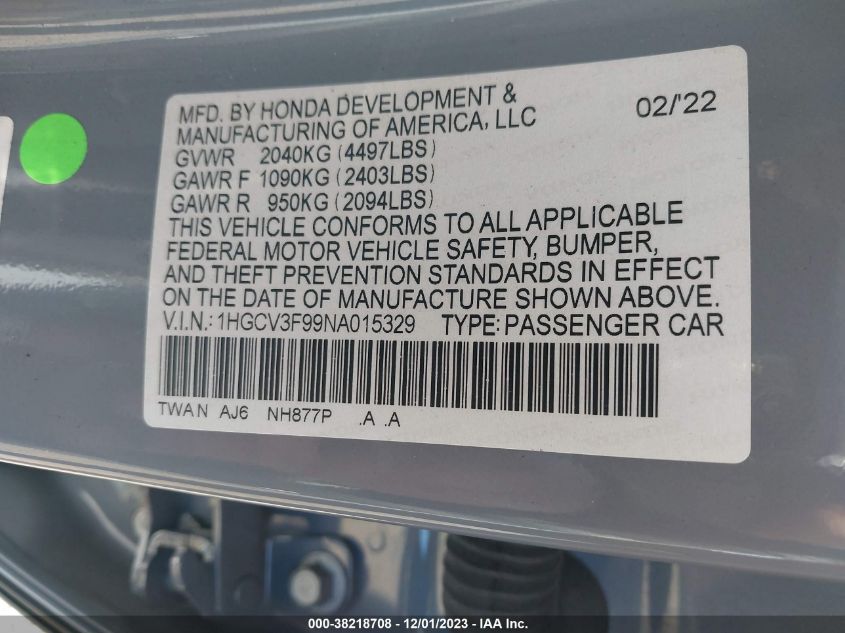 MFD. BY HONDA DEVELOPMENT & 02/'22
MANUFACTURING OF AMERICA, LLC
GVWR 2040KG (4497LBS)
GAWR F 1090KG (2403LBS)
GAWR R 950KG (2094LBS)
THIS VEHICLE CONFORMS TO ALL APPLICABLE
FEDERAL MOTOR VEHICLE SAFETY, BUMPER,
AND THEFT PREVENTION STANDARDS IN EFFECT
ON THE DATE OF MANUFACTURE SHOWN ABOVE.
V.I.N.: 1HGCV3F99NA015329 TYPE: PASSENGER CAR
TWAN AJ6 NH877P .A .A
000-38218708 - 12/01/2023 - IAA Inc.